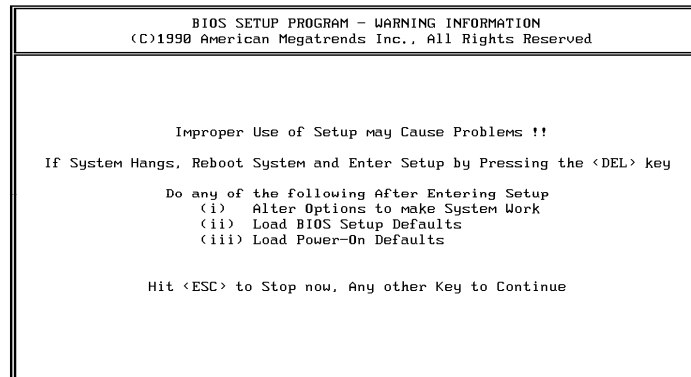 BIOS SETUP PROGRAM - WARNING INFORMATION
(C)1990 American Megatrends Inc., All Rights Reserved
Improper Use of Setup may Cause Problems !!
If System Hangs, Reboot System and Enter Setup by Pressing the <DEL> key
Do any of the following After Entering Setup
(i) Alter Options to make System Work
(ii) Load BIOS Setup Defaults
(iii) Load Power-On Defaults
Hit <ESC> to Stop now, Any other Key to Continue